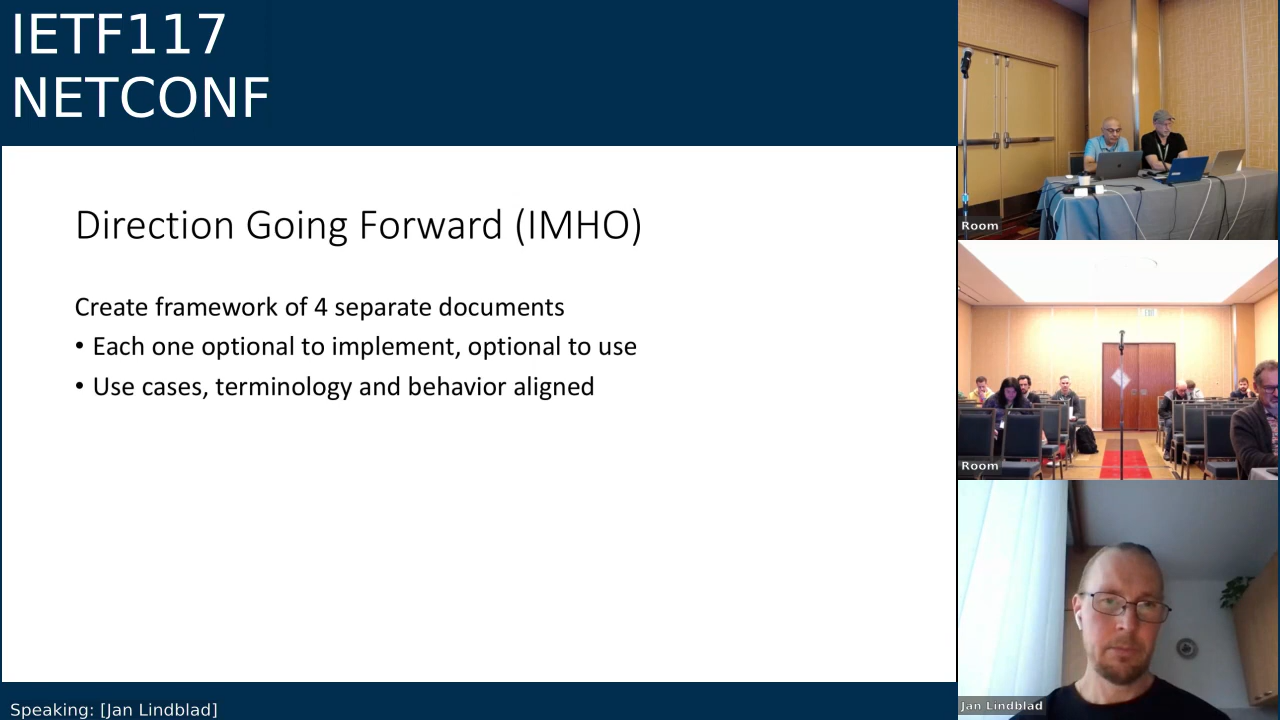 IETF117
NETCONF
Direction Going Forward (IMHO)
Create framework of 4 separate documents
• Each one optional to implement, optional to use
• Use cases, terminology and behavior aligned
Room
Room
Jan Lindblad
Speaking: [Jan Lindblad]